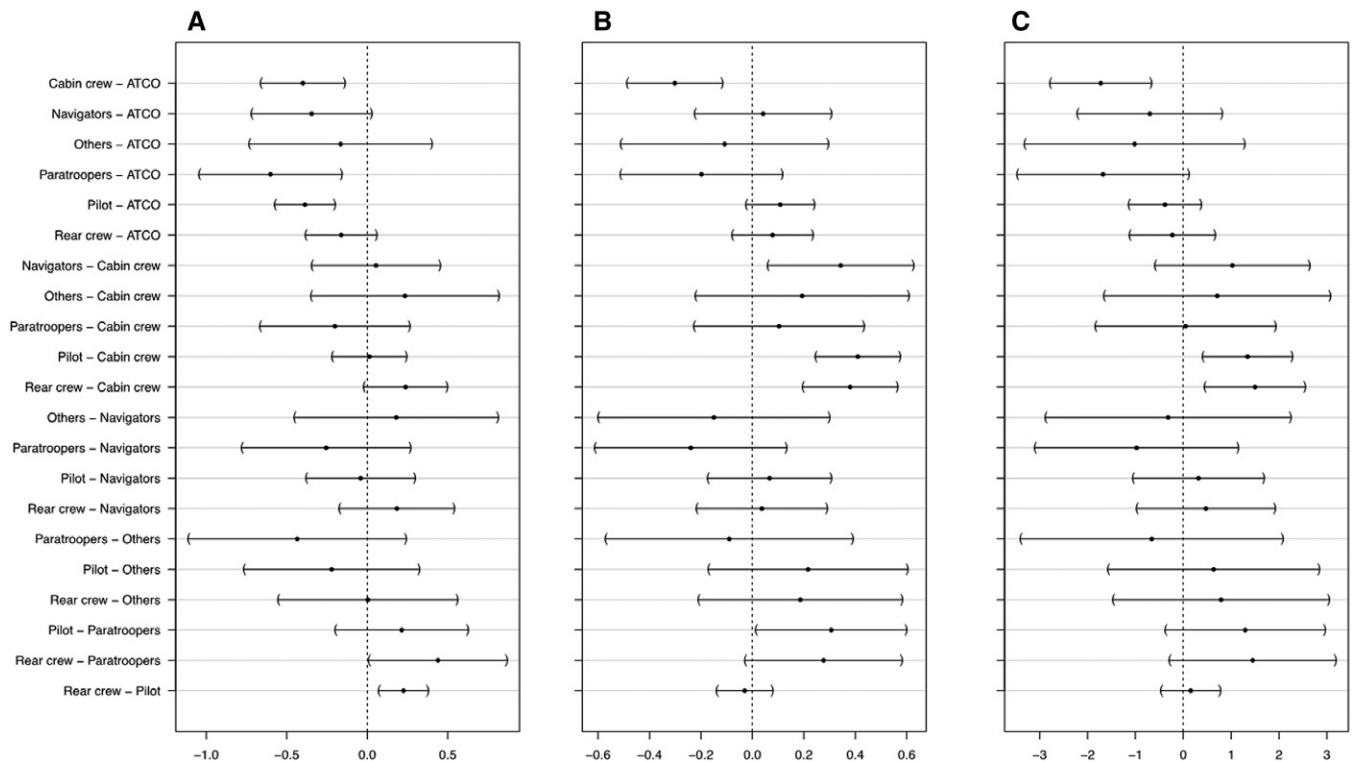 A B C
Cabin crew – ATCO
Navigators – ATCO
Others – ATCO
Paratroopers – ATCO
Pilot – ATCO
Rear crew – ATCO
Navigators – Cabin crew
Others – Cabin crew
Paratroopers – Cabin crew
Pilot – Cabin crew
Rear crew – Cabin crew
Others – Navigators
Paratroopers – Navigators
Pilot – Navigators
Rear crew – Navigators
Paratroopers – Others
Pilot – Others
Rear crew – Others
Pilot – Paratroopers
Rear crew – Paratroopers
Rear crew – Pilot
−1.0 −0.5 0.0 0.5 −0.6 −0.4 −0.2 0.0 0.2 0.4 0.6 −3 −2 −1 0 1 2 3